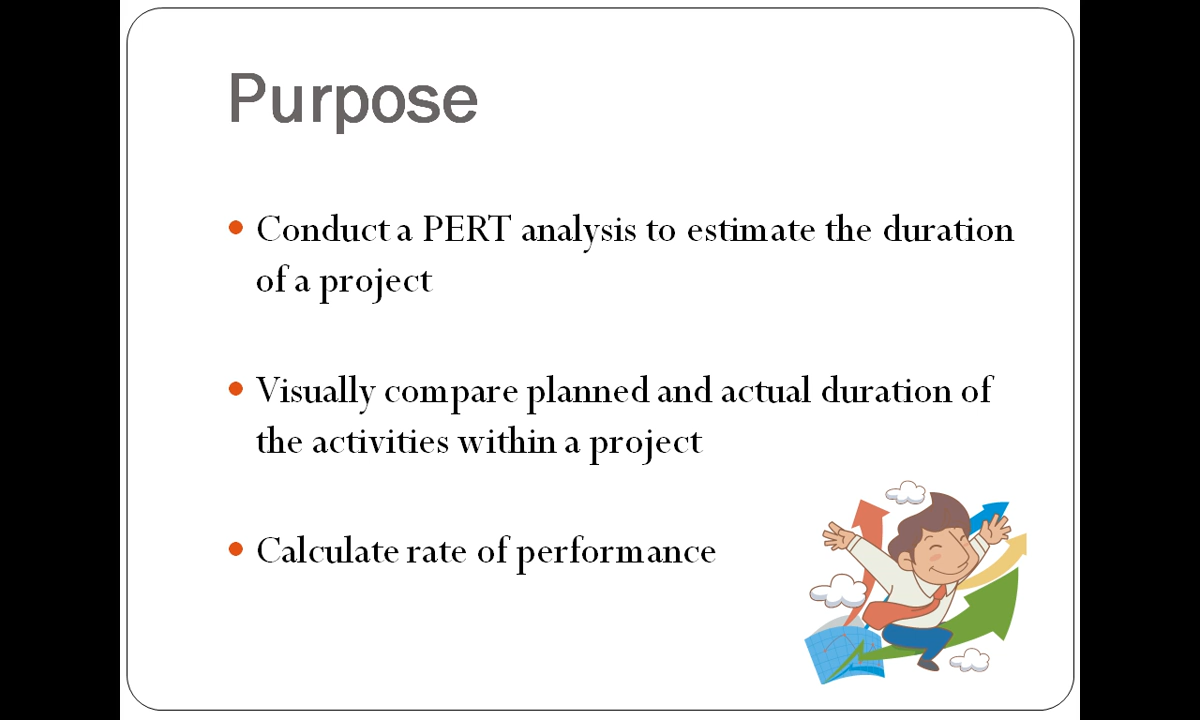 Purpose
Conduct a PERT analysis to estimate the duration
of a project
Visually compare planned and actual duration of
the activities within a project
Calculate rate of performance